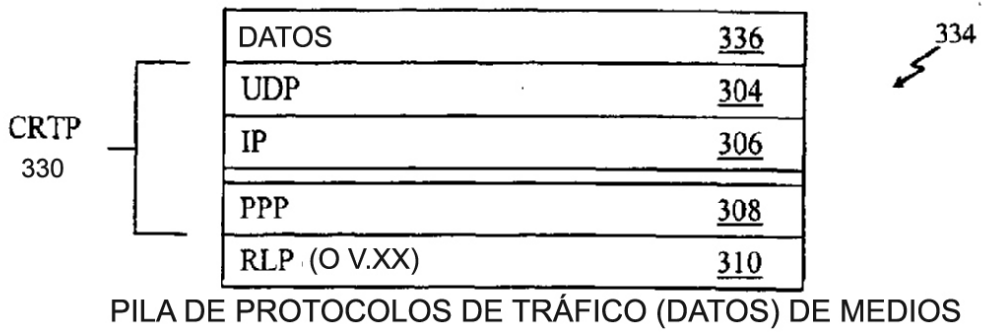 DATOS 336
334
UDP 304
CRTP
330
IP 306
PPP 308
RLP (O V.XX) 310
PILA DE PROTOCOLOS DE TRÁFICO (DATOS) DE MEDIOS